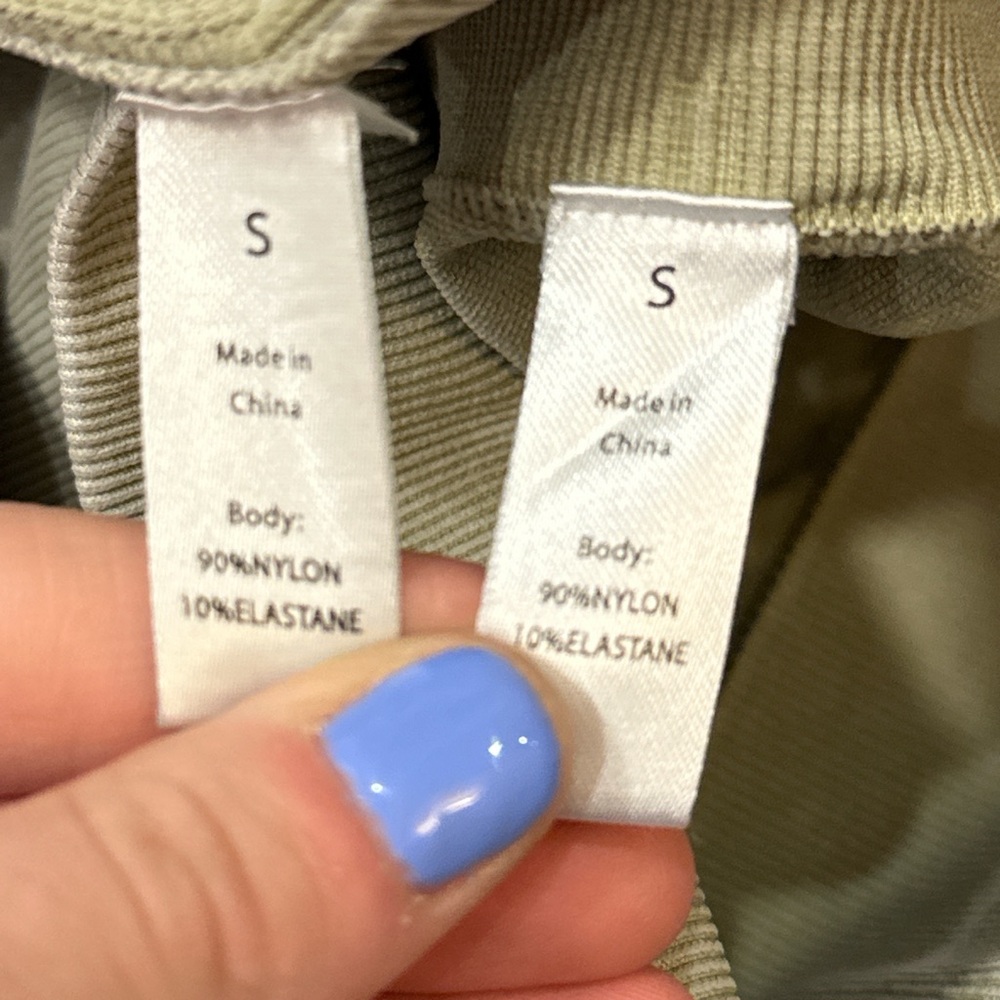 S
Made in
China
Body:
90%NYLON
10%ELASTANE
S
Made in
China
Body:
90%NYLON
10%ELASTANE